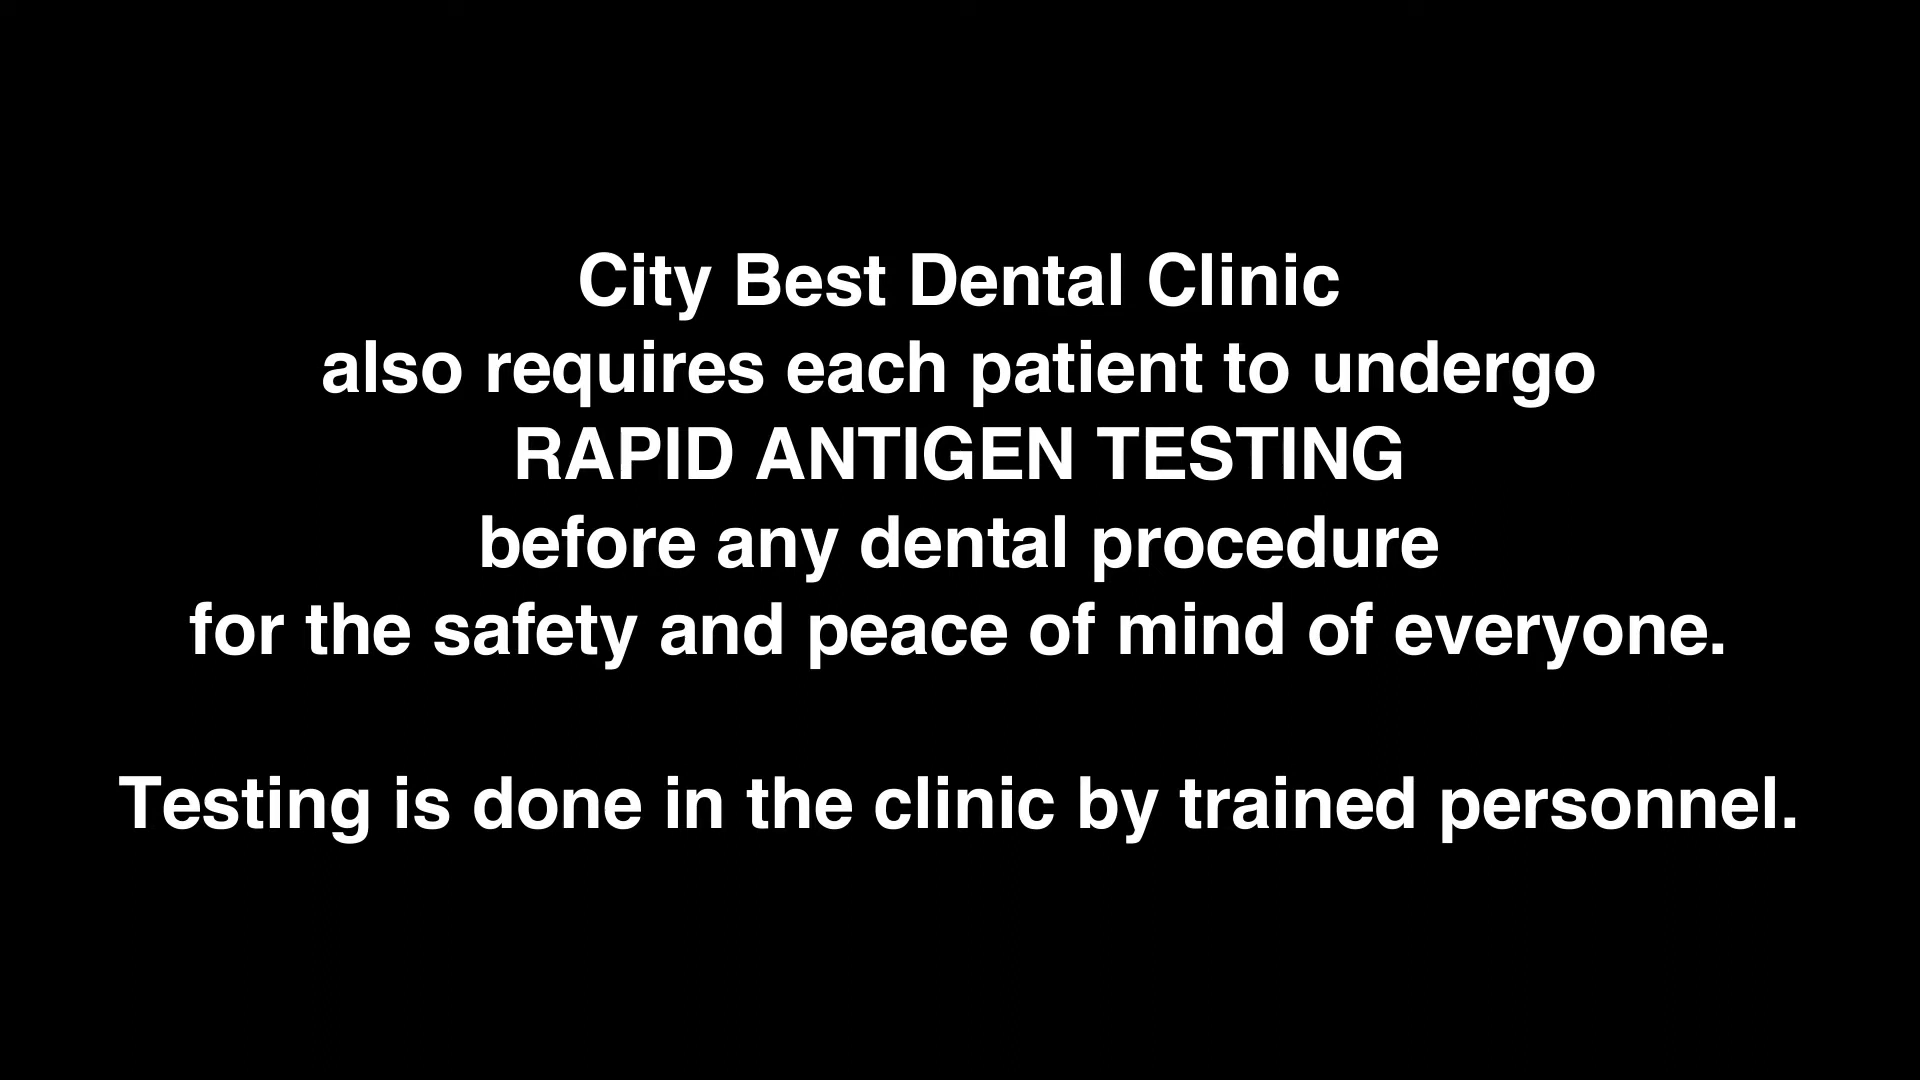 City Best Dental Clinic
also requires each patient to undergo
RAPID ANTIGEN TESTING
before any dental procedure
for the safety and peace of mind of everyone.
Testing is done in the clinic by trained personnel.